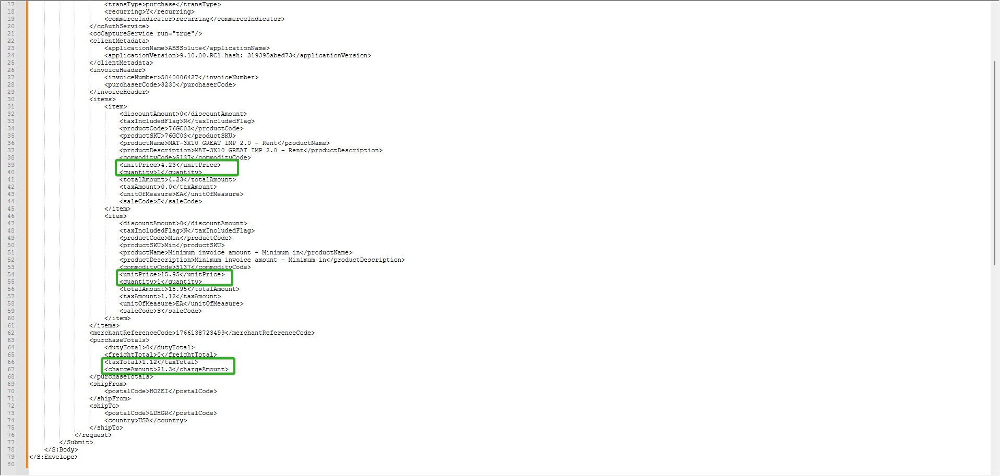 17 <transType>purchase</transType>
18 <recurring>Y</recurring>
19 <commerceIndicator>recurring</commerceIndicator>
20 </ccAuthService>
21 <ccCaptureService run="true"/>
22 <clientMetadata>
23 <applicationName>ABSSolute</applicationName>
24 <applicationVersion>9.10.00.RC1 hash: 319395abed73</applicationVersion>
25 </clientMetadata>
26 <invoiceHeader>
27 <invoiceNumber>5040006427</invoiceNumber>
28 <purchaserCode>3230</purchaserCode>
29 </invoiceHeader>
30 <items>
31 <item>
32 <discountAmount>0</discountAmount>
33 <taxIncludedFlag>N</taxIncludedFlag>
34 <productCode>76GC03</productCode>
35 <productSKU>76GC03</productSKU>
36 <productName>MAT-3X10 GREAT IMP 2.0 - Rent</productName>
37 <productDescription>MAT-3X10 GREAT IMP 2.0 - Rent</productDescription>
38 <commodityCode>5137</commodityCode>
39 <unitPrice>4.23</unitPrice>
40 <quantity>1</quantity>
41 <totalAmount>4.23</totalAmount>
42 <taxAmount>0.0</taxAmount>
43 <unitOfMeasure>EA</unitOfMeasure>
44 <saleCode>S</saleCode>
45 </item>
46 <item>
47 <discountAmount>0</discountAmount>
48 <taxIncludedFlag>N</taxIncludedFlag>
49 <productCode>Min</productCode>
50 <productSKU>Min</productSKU>
51 <productName>Minimum invoice amount - Minimum in</productName>
52 <productDescription>Minimum invoice amount - Minimum in</productDescription>
53 <commodityCode>5137</commodityCode>
54 <unitPrice>15.95</unitPrice>
55 <quantity>1</quantity>
56 <totalAmount>15.95</totalAmount>
57 <taxAmount>1.12</taxAmount>
58 <unitOfMeasure>EA</unitOfMeasure>
59 <saleCode>S</saleCode>
60 </item>
61 </items>
62 <merchantReferenceCode>1766138723499</merchantReferenceCode>
63 <purchaseTotals>
64 <dutyTotal>0</dutyTotal>
65 <freightTotal>0</freightTotal>
66 <taxTotal>1.12</taxTotal>
67 <chargeAmount>21.3</chargeAmount>
68 </purchaseTotals>
69 <shipFrom>
70 <postalCode>HOZEI</postalCode>
71 </shipFrom>
72 <shipTo>
73 <postalCode>LDHGR</postalCode>
74 <country>USA</country>
75 </shipTo>
76 </request>
77 </Submit>
78 </S:Body>
79 </S:Envelope>
80